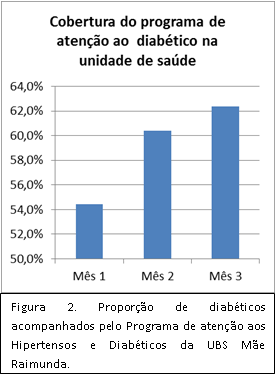 Cobertura do programa de
atenção ao diabético na
unidade de saúde
64,0%
62,0%
60,0%
58,0%
56,0%
54,0%
52,0%
50,0%
Mês 1 Mês 2 Mês 3
Figura 2. Proporção de diabéticos
acompanhados pelo Programa de atenção aos
Hipertensos e Diabéticos da UBS Mãe
Raimunda.